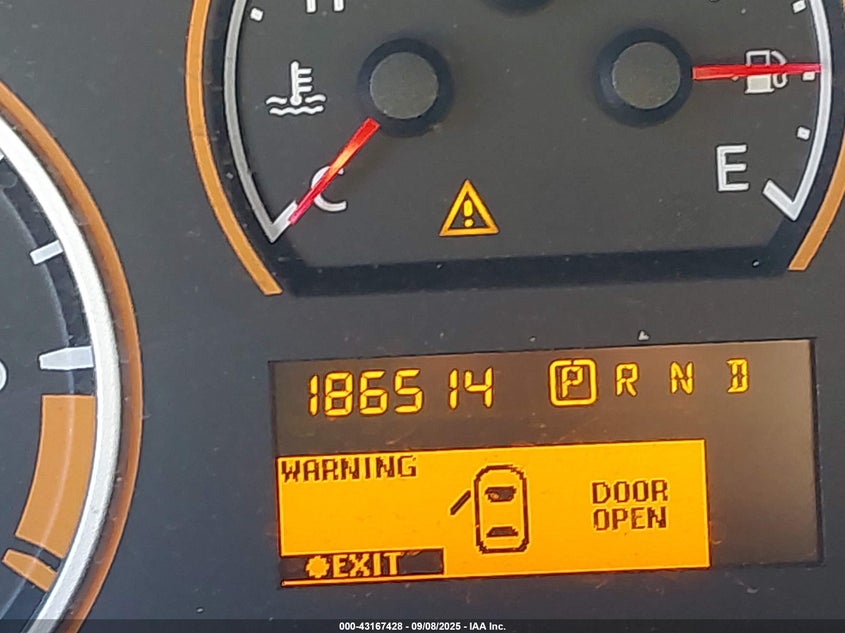 H
C
E
186514 P R N D
WARNING
DOOR
OPEN
EXIT
000-43167428 - 09/08/2025 - IAA Inc.